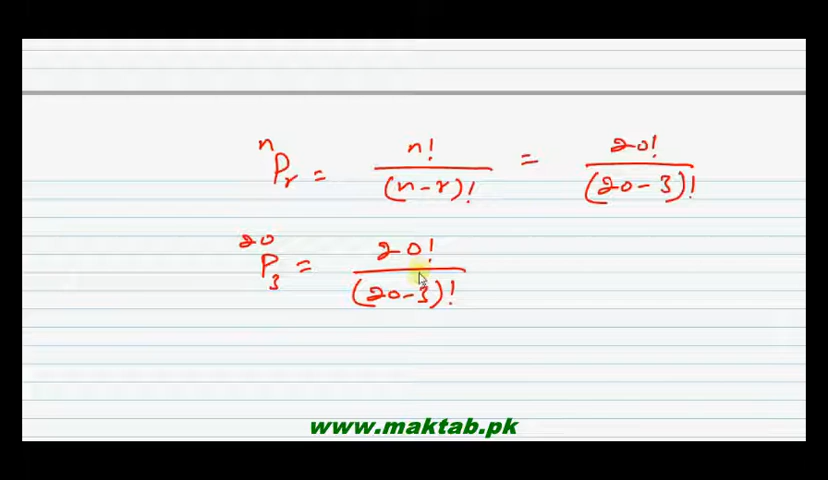 ⁿPᵣ = n! / (n-r)! = 20! / (20-3)!
²⁰P₃ = 20! / (20-3)!
www.maktab.pk